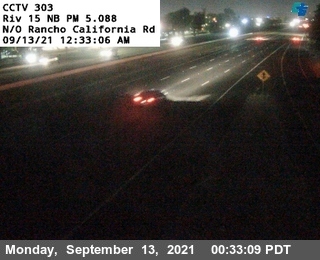 CCTV 303
Riv 15 NB PM 5.088
N/O Rancho California Rd
09/13/21 12:33:06 AM
Monday, September 13, 2021 00:33:09 PDT